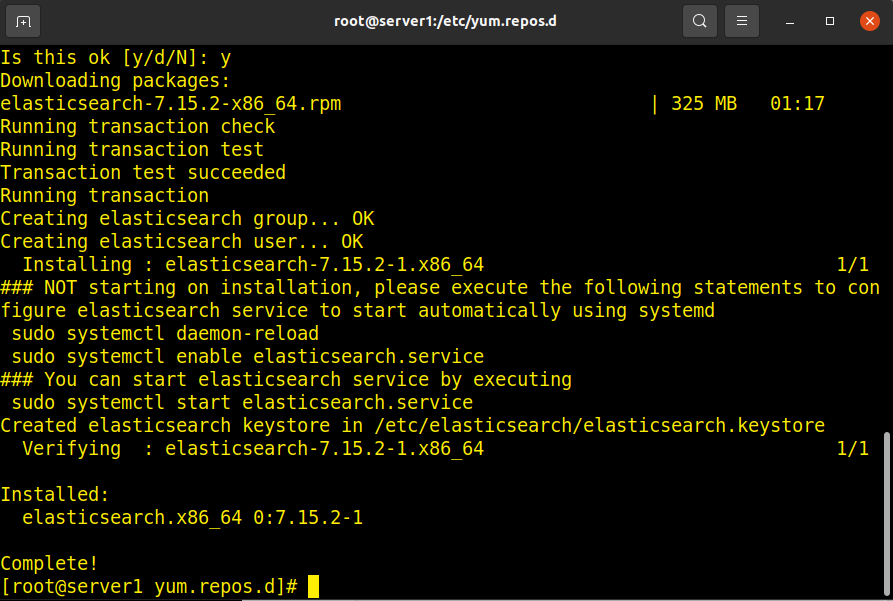 root@server1:/etc/yum.repos.d
Is this ok [y/d/N]: y
Downloading packages:
elasticsearch-7.15.2-x86_64.rpm | 325 MB 01:17
Running transaction check
Running transaction test
Transaction test succeeded
Running transaction
Creating elasticsearch group... OK
Creating elasticsearch user... OK
Installing : elasticsearch-7.15.2-1.x86_64 1/1
### NOT starting on installation, please execute the following statements to con
figure elasticsearch service to start automatically using systemd
sudo systemctl daemon-reload
sudo systemctl enable elasticsearch.service
### You can start elasticsearch service by executing
sudo systemctl start elasticsearch.service
Created elasticsearch keystore in /etc/elasticsearch/elasticsearch.keystore
Verifying : elasticsearch-7.15.2-1.x86_64 1/1
Installed:
elasticsearch.x86_64 0:7.15.2-1
Complete!
[root@server1 yum.repos.d]#